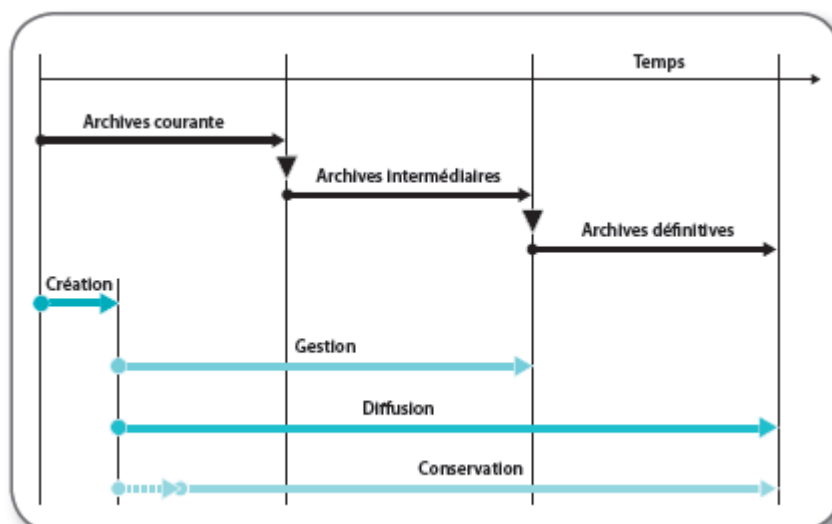 Temps
Archives courante
Archives intermédiaires
Archives définitives
Création
Gestion
Diffusion
Conservation